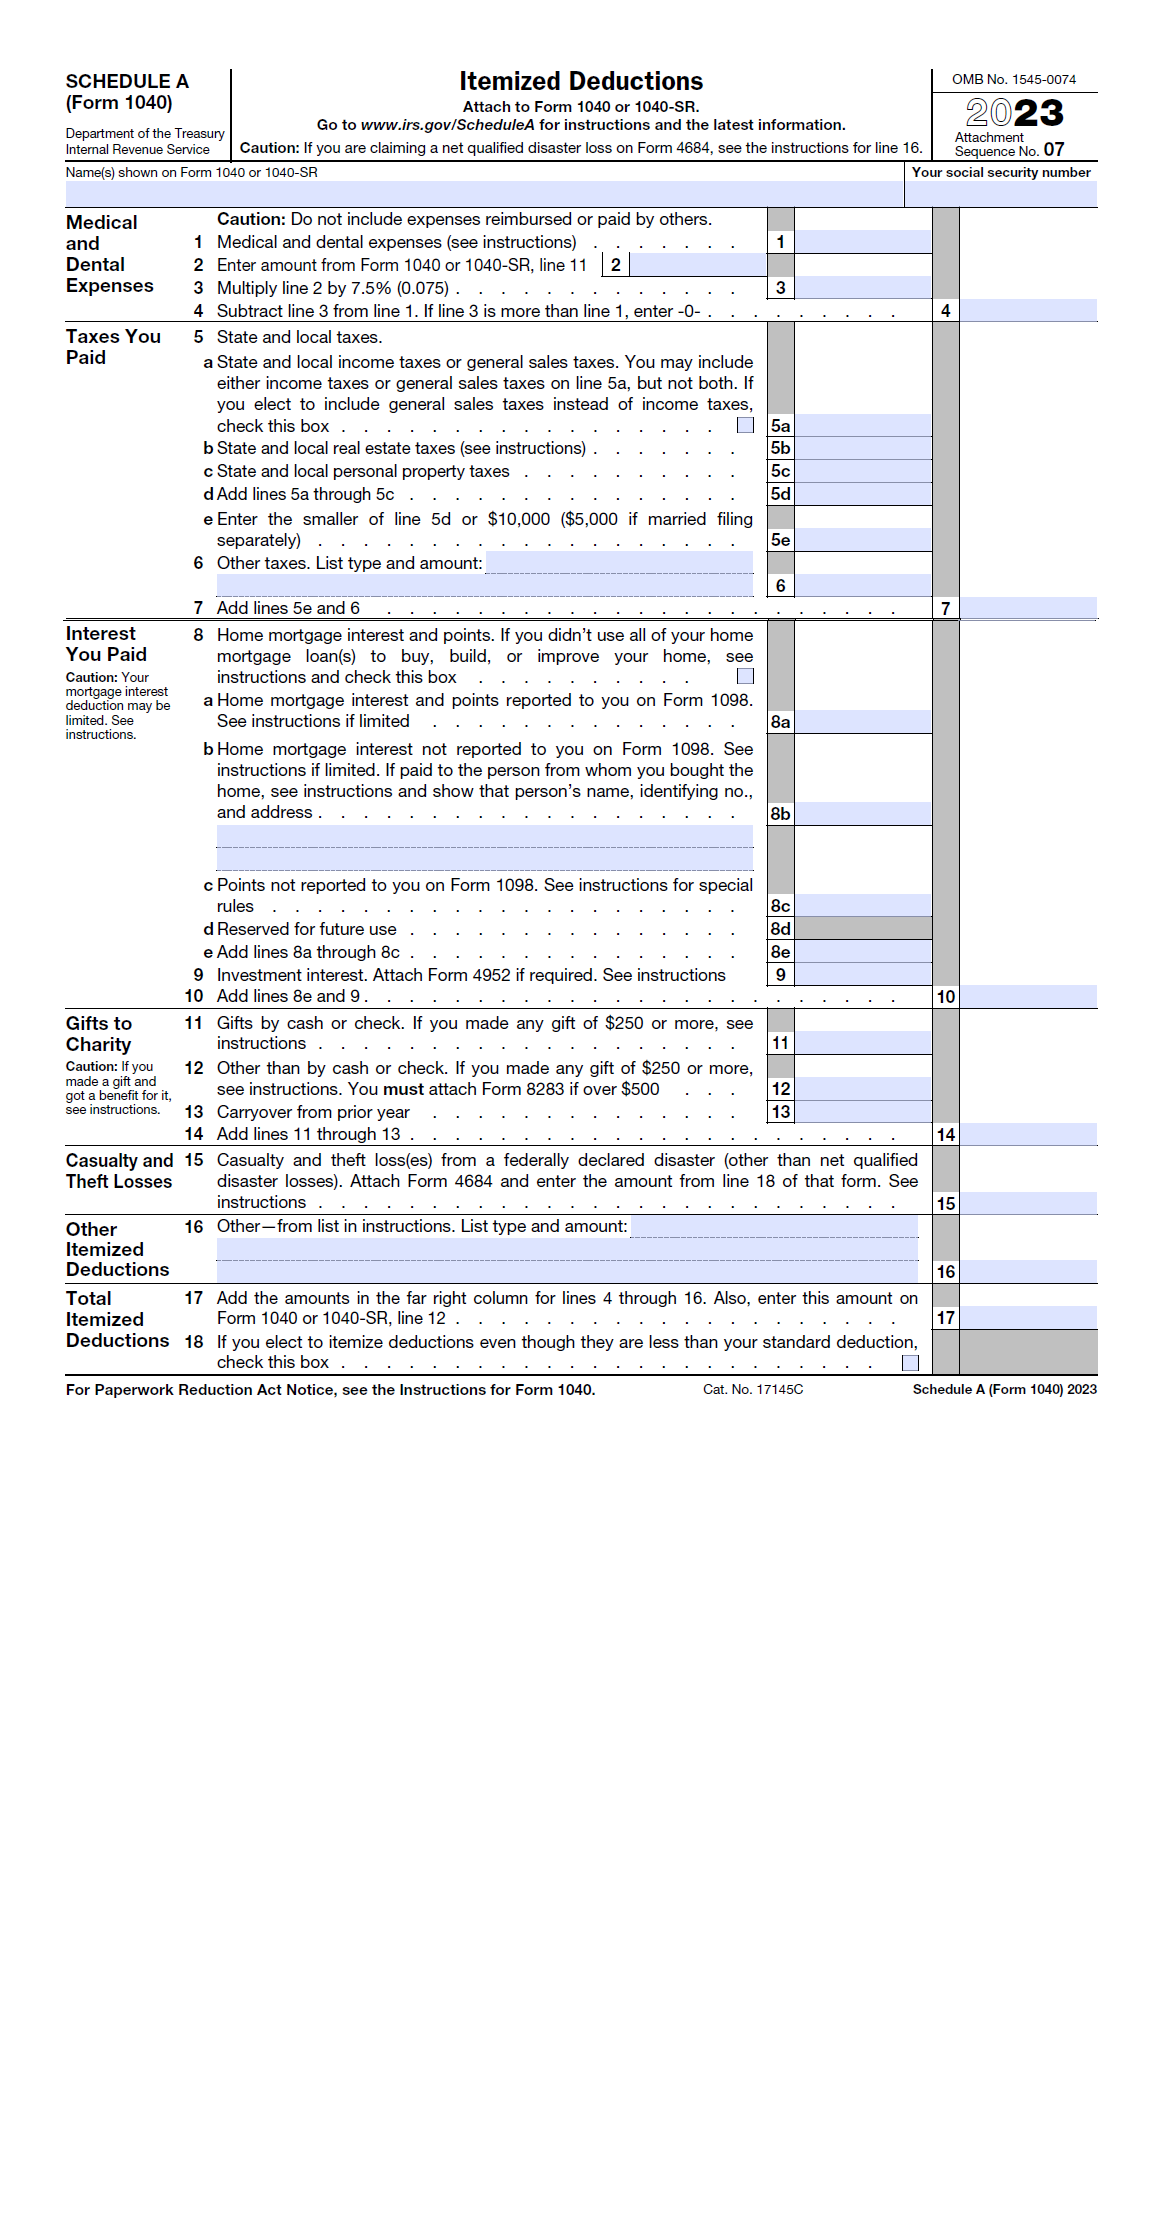 SCHEDULE A
(Form 1040)
Department of the Treasury
Internal Revenue Service
Itemized Deductions
Attach to Form 1040 or 1040-SR.
Go to www.irs.gov/ScheduleA for instructions and the latest information.
Caution: If you are claiming a net qualified disaster loss on Form 4684, see the instructions for line 16.
OMB No. 1545-0074
2023
Attachment
Sequence No. 07
Name(s) shown on Form 1040 or 1040-SR
Your social security number
Medical
and
Dental
Expenses
Caution: Do not include expenses reimbursed or paid by others.
1 Medical and dental expenses (see instructions) . . . . . . . 1
2 Enter amount from Form 1040 or 1040-SR, line 11 2
3 Multiply line 2 by 7.5% (0.075) . . . . . . . . . . . . . 3
4 Subtract line 3 from line 1. If line 3 is more than line 1, enter -0- . . . . . . . . . 4
Taxes You
Paid
5 State and local taxes.
a State and local income taxes or general sales taxes. You may include
either income taxes or general sales taxes on line 5a, but not both. If
you elect to include general sales taxes instead of income taxes,
check this box . . . . . . . . . . . . . . . . . 5a
b State and local real estate taxes (see instructions) . . . . . . . 5b
c State and local personal property taxes . . . . . . . . . . 5c
d Add lines 5a through 5c . . . . . . . . . . . . . . . 5d
e Enter the smaller of line 5d or $10,000 ($5,000 if married filing
separately) . . . . . . . . . . . . . . . . . . . 5e
6 Other taxes. List type and amount:
6
7 Add lines 5e and 6 . . . . . . . . . . . . . . . . . . . . . . . 7
Interest
You Paid
Caution: Your
mortgage interest
deduction may be
limited. See
instructions.
8 Home mortgage interest and points. If you didn't use all of your home
mortgage loan(s) to buy, build, or improve your home, see
instructions and check this box . . . . . . . . . .
a Home mortgage interest and points reported to you on Form 1098.
See instructions if limited . . . . . . . . . . . . . . 8a
b Home mortgage interest not reported to you on Form 1098. See
instructions if limited. If paid to the person from whom you bought the
home, see instructions and show that person's name, identifying no.,
and address . . . . . . . . . . . . . . . . . . . 8b
c Points not reported to you on Form 1098. See instructions for special
rules . . . . . . . . . . . . . . . . . . . . . 8c
d Reserved for future use . . . . . . . . . . . . . . . 8d
e Add lines 8a through 8c . . . . . . . . . . . . . . . 8e
9 Investment interest. Attach Form 4952 if required. See instructions 9
10 Add lines 8e and 9 . . . . . . . . . . . . . . . . . . . . . . . . 10
Gifts to
Charity
Caution: If you
made a gift and
got a benefit for it,
see instructions.
11 Gifts by cash or check. If you made any gift of $250 or more, see
instructions . . . . . . . . . . . . . . . . . . . 11
12 Other than by cash or check. If you made any gift of $250 or more,
see instructions. You must attach Form 8283 if over $500 . . . 12
13 Carryover from prior year . . . . . . . . . . . . . . 13
14 Add lines 11 through 13 . . . . . . . . . . . . . . . . . . . . . . 14
Casualty and
Theft Losses
15 Casualty and theft loss(es) from a federally declared disaster (other than net qualified
disaster losses). Attach Form 4684 and enter the amount from line 18 of that form. See
instructions . . . . . . . . . . . . . . . . . . . . . . . . . . 15
Other
Itemized
Deductions
16 Other—from list in instructions. List type and amount:
16
Total
Itemized
Deductions
17 Add the amounts in the far right column for lines 4 through 16. Also, enter this amount on
Form 1040 or 1040-SR, line 12 . . . . . . . . . . . . . . . . . . . . 17
18 If you elect to itemize deductions even though they are less than your standard deduction,
check this box . . . . . . . . . . . . . . . . . . . . . . . .
For Paperwork Reduction Act Notice, see the Instructions for Form 1040.
Cat. No. 17145C
Schedule A (Form 1040) 2023